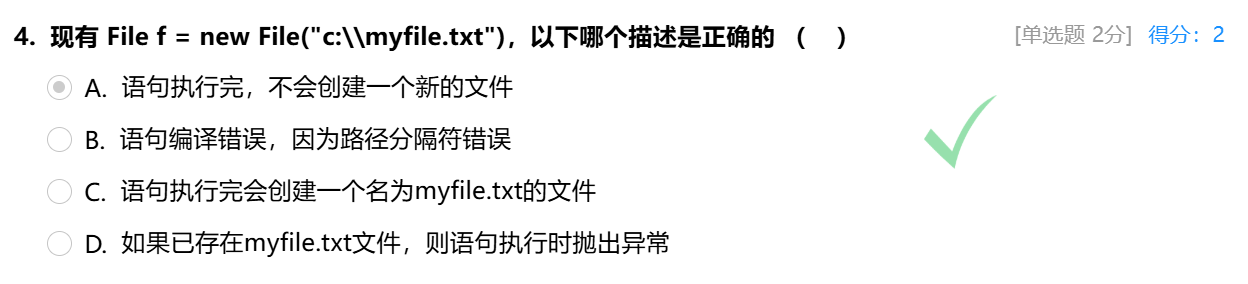 4. 现有 File f = new File("c:\\myfile.txt")，以下哪个描述是正确的 （ ） [单选题 2分] 得分：2
A. 语句执行完，不会创建一个新的文件
B. 语句编译错误，因为路径分隔符错误
C. 语句执行完会创建一个名为myfile.txt的文件
D. 如果已存在myfile.txt文件，则语句执行时抛出异常